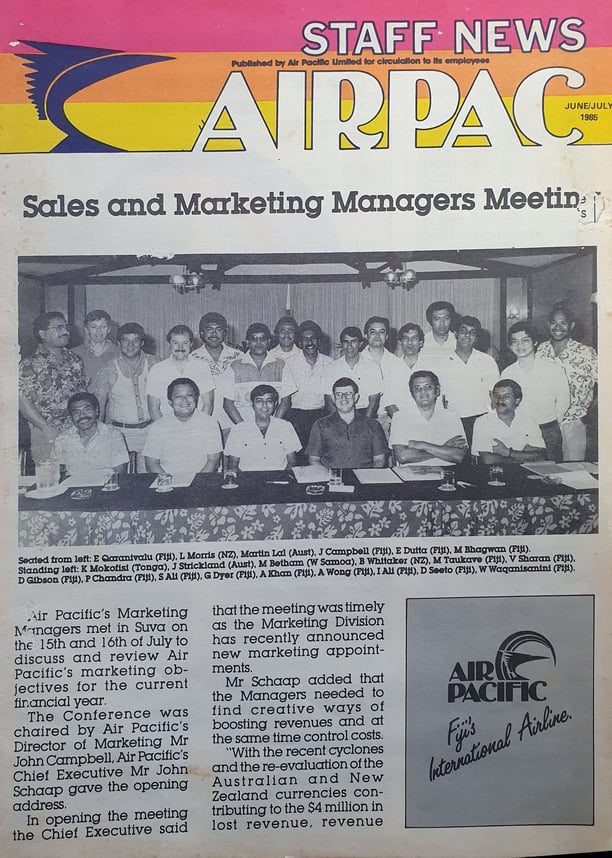 STAFF NEWS
Published by Air Pacific Limited for circulation to its employees
AIRPAC
JUNE/JULY
1985
Sales and Marketing Managers Meetin
Seated from left: E Qaranivalu (Fiji), L Morris (NZ), Martin Lal (Aust), J Campbell (Fiji), E Dutta (Fiji), M Bhagwan (Fiji).
Standing left: K Mokofisi (Tonga), J Strickland (Aust), M Betham (W Samoa), B Whitaker (NZ), M Taukave (Fiji), V Sharan (Fiji),
D Gibson (Fiji), P Chandra (Fiji), S Ali (Fiji), G Dyer (Fiji), A Khan (Fiji), A Wong (Fiji), I Ali (Fiji), D Seeto (Fiji), W Waqanisanini (Fiji).
Air Pacific's Marketing
Managers met in Suva on
the 15th and 16th of July to
discuss and review Air
Pacific's marketing ob-
jectives for the current
financial year.
The Conference was
chaired by Air Pacific's
Director of Marketing Mr
John Campbell, Air Pacific's
Chief Executive Mr John
Schaap gave the opening
address.
In opening the meeting
the Chief Executive said
that the meeting was timely
as the Marketing Division
has recently announced
new marketing appoint-
ments.
Mr Schaap added that
the Managers needed to
find creative ways of
boosting revenues and at
the same time control costs.
"With the recent cyclones
and the re-evaluation of the
Australian and New
Zealand currencies con-
tributing to the $4 million in
lost revenue, revenue
AIR
PACIFIC
Fiji's
International Airline.